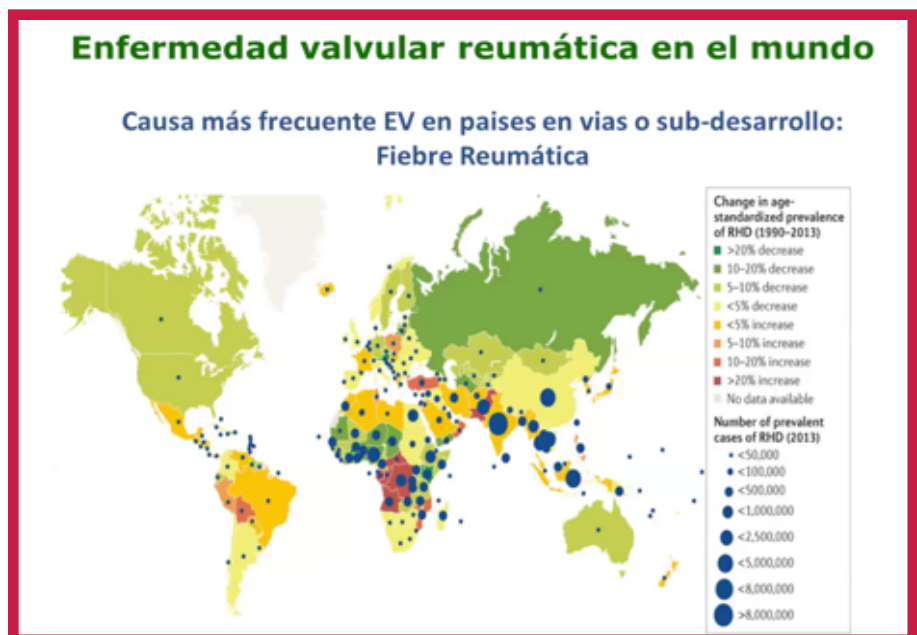 Enfermedad valvular reumática en el mundo
Causa más frecuente EV en paises en vias o sub-desarrollo:
Fiebre Reumática
Change in age-
standardized prevalence
of RHD (1990–2013)
>20% decrease
10–20% decrease
5–10% decrease
<5% decrease
<5% increase
5–10% increase
10–20% increase
>20% increase
No data available
Number of prevalent
cases of RHD (2013)
<50,000
<100,000
<500,000
<1,000,000
<2,500,000
<5,000,000
<8,000,000
>8,000,000